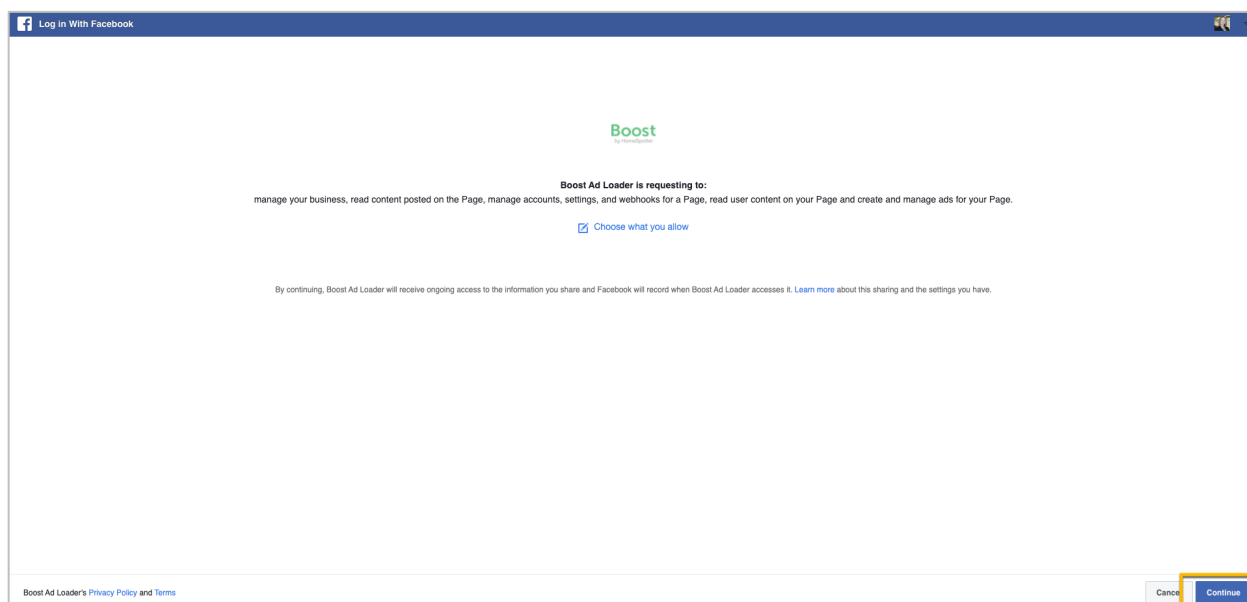 Log in With Facebook
Boost
by HomeSpotter
Boost Ad Loader is requesting to:
manage your business, read content posted on the Page, manage accounts, settings, and webhooks for a Page, read user content on your Page and create and manage ads for your Page.
Choose what you allow
By continuing, Boost Ad Loader will receive ongoing access to the information you share and Facebook will record when Boost Ad Loader accesses it. Learn more about this sharing and the settings you have.
Boost Ad Loader's Privacy Policy and Terms
Cance
Continue